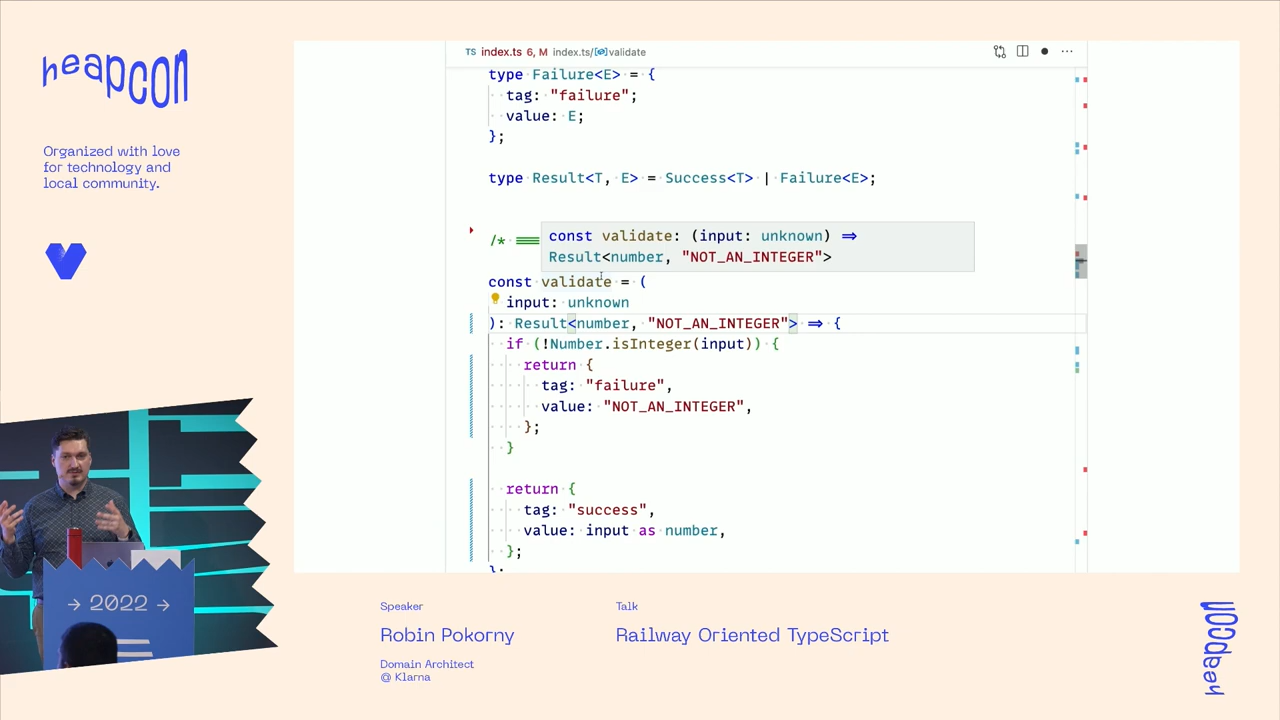 heapcon
Organized with love
for technology and
local community.
TS index.ts 6, M index.ts/validate
type Failure<E> = {
tag: "failure";
value: E;
};
type Result<T, E> = Success<T> | Failure<E>;
/*
const validate: (input: unknown) ⇒
Result<number, "NOT_AN_INTEGER">
const validate = (
input: unknown
): Result<number, "NOT_AN_INTEGER"> ⇒ {
if (!Number.isInteger(input)) {
return {
tag: "failure",
value: "NOT_AN_INTEGER",
};
}
return {
tag: "success",
value: input as number,
};
};
→ 2022 →
Speaker
Robin Pokorny
Domain Architect
@ Klarna
Talk
Railway Oriented TypeScript
heapcon